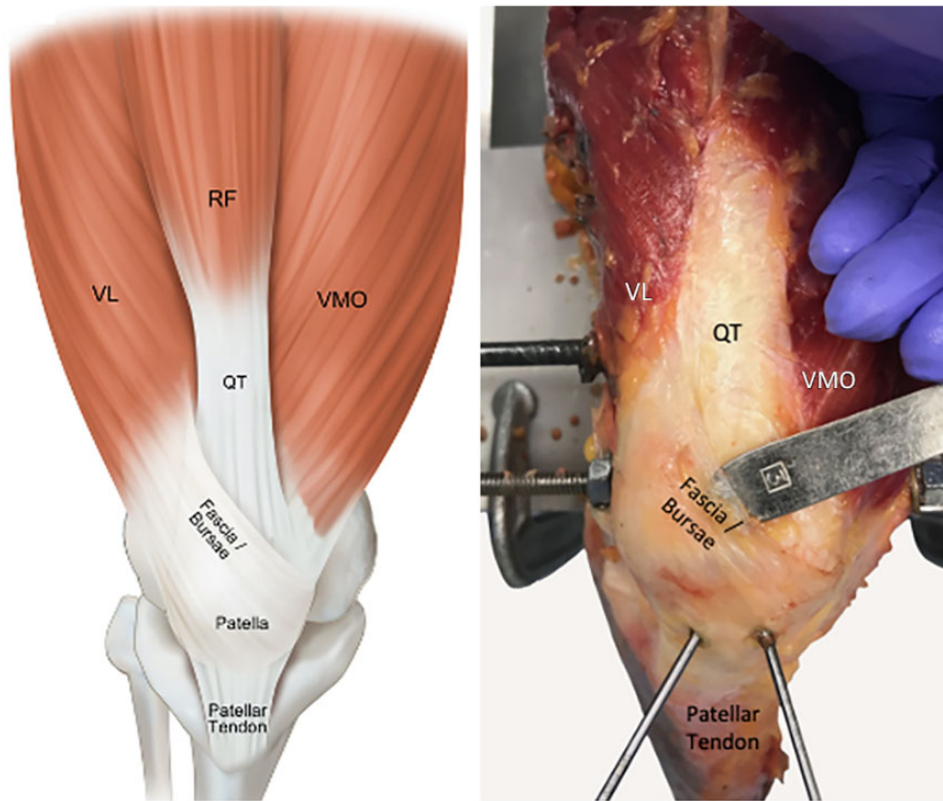 RF
VL
VMO
QT
Fascia /
Bursae
Patella
Patellar
Tendon
VL
QT
VMO
Fascia /
Bursae
Patellar
Tendon